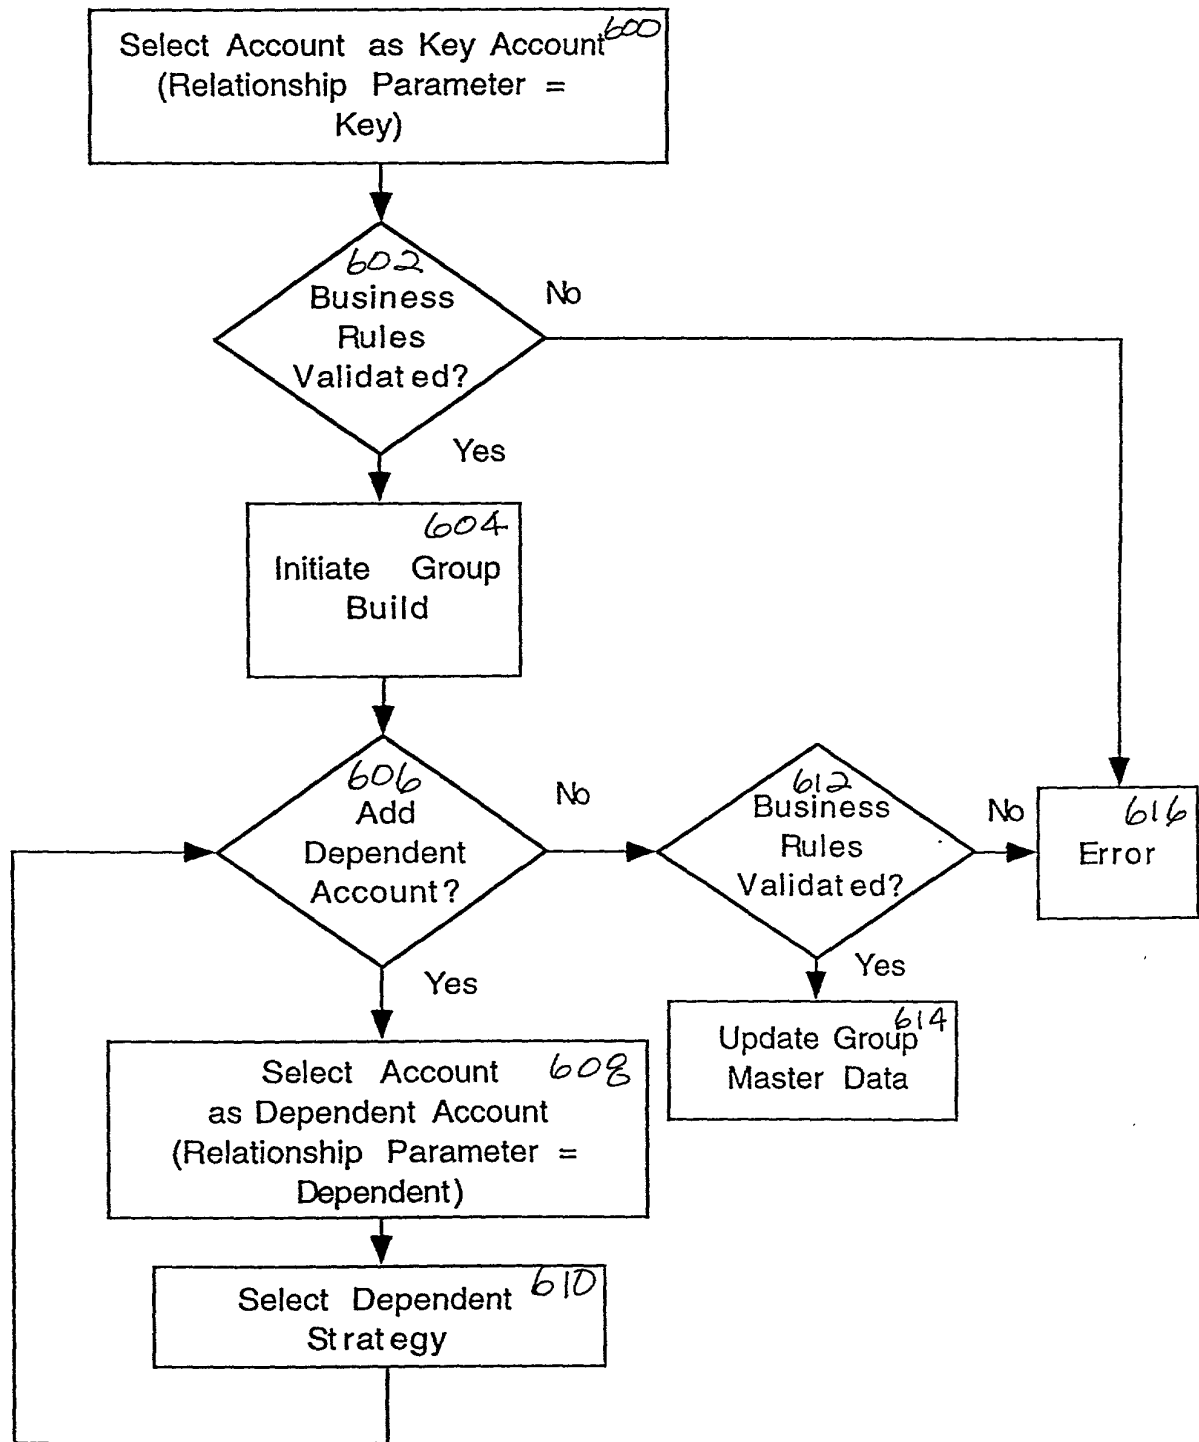 Select Account as Key Account 600
(Relationship Parameter =
Key)
602
Business
Rules
Validated?
No
Yes
604
Initiate Group
Build
606
Add
Dependent
Account?
No
612
Business
Rules
Validated?
No
616
Error
Yes
Yes
614
Update Group
Master Data
Select Account 608
as Dependent Account
(Relationship Parameter =
Dependent)
610
Select Dependent
Strategy